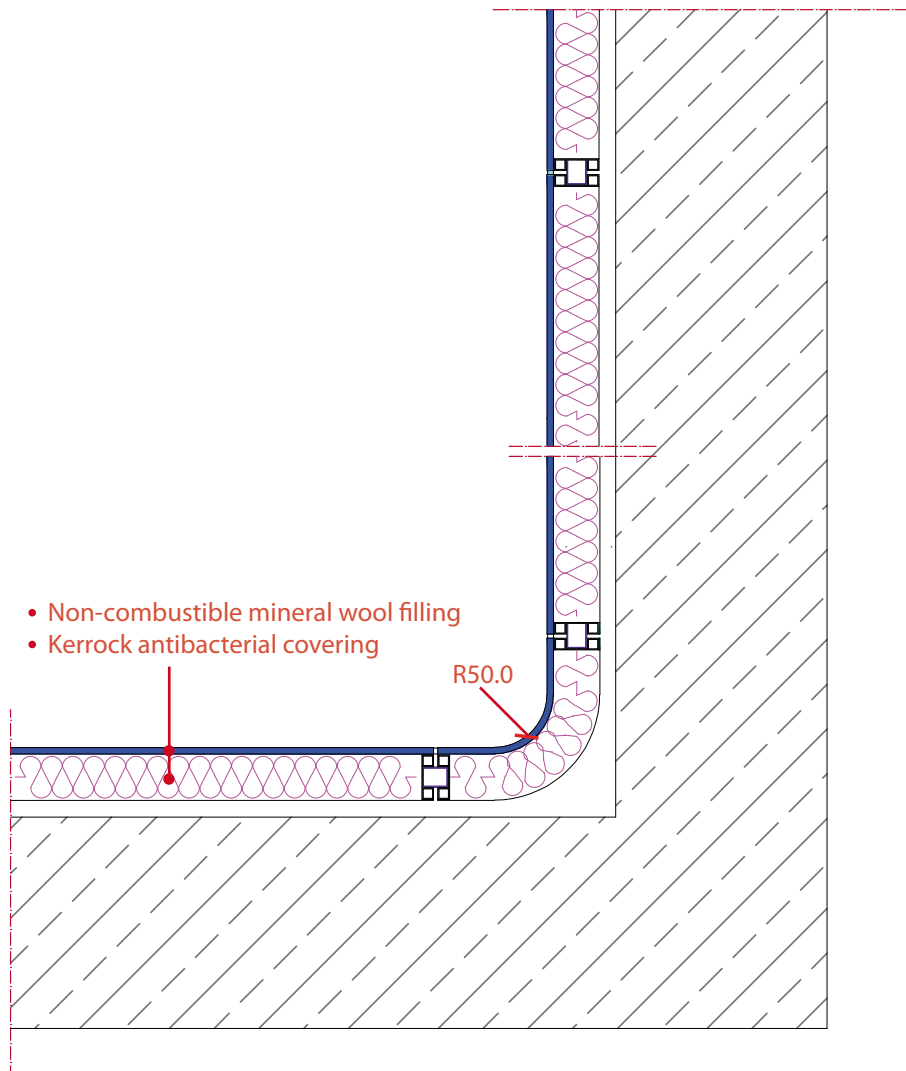 • Non-combustible mineral wool filling
• Kerrock antibacterial covering
R50.0